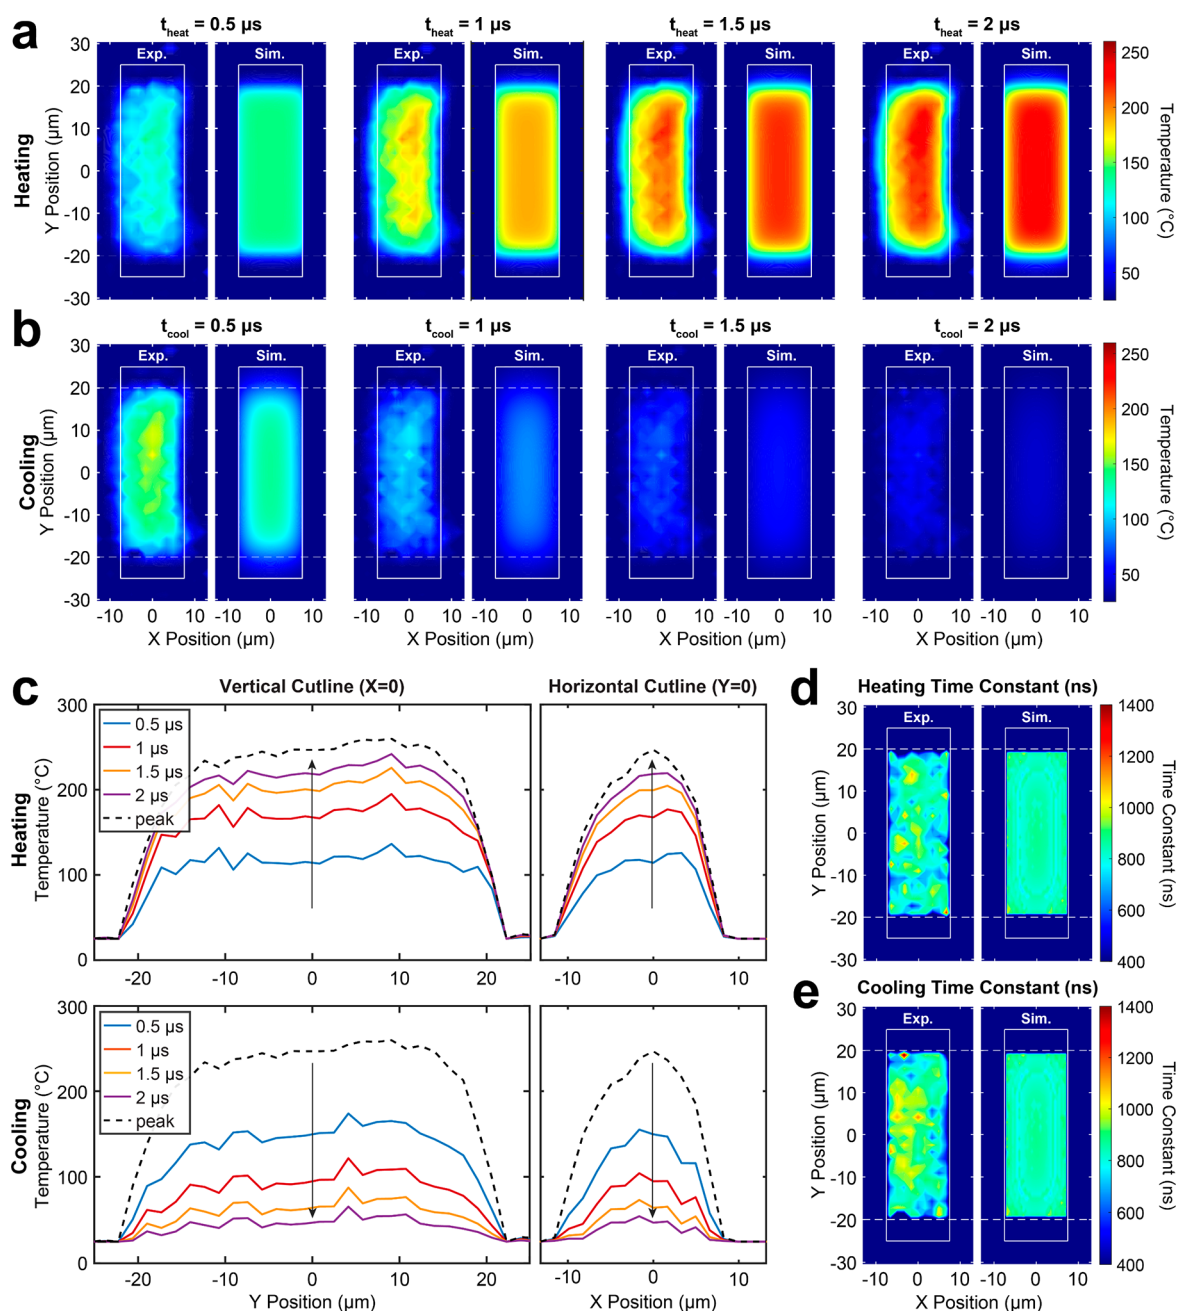 a
t_heat = 0.5 µs
t_heat = 1 µs
t_heat = 1.5 µs
t_heat = 2 µs
Heating
Y Position (µm)
30
20
10
0
-10
-20
-30
Exp.
Sim.
Exp.
Sim.
Exp.
Sim.
Exp.
Sim.
250
200
150
100
50
Temperature (°C)
b
t_cool = 0.5 µs
t_cool = 1 µs
t_cool = 1.5 µs
t_cool = 2 µs
Cooling
Y Position (µm)
30
20
10
0
-10
-20
-30
Exp.
Sim.
Exp.
Sim.
Exp.
Sim.
Exp.
Sim.
250
200
150
100
50
Temperature (°C)
-10 0 10 -10 0 10 -10 0 10 -10 0 10 -10 0 10 -10 0 10 -10 0 10 -10 0 10
X Position (µm)
X Position (µm)
X Position (µm)
X Position (µm)
c
Vertical Cutline (X=0)
Horizontal Cutline (Y=0)
Heating
Temperature (°C)
300
200
100
0
0.5 µs
1 µs
1.5 µs
2 µs
peak
-20 -10 0 10 20
-10 0 10
Cooling
Temperature (°C)
300
200
100
0
0.5 µs
1 µs
1.5 µs
2 µs
peak
-20 -10 0 10 20
-10 0 10
Y Position (µm)
X Position (µm)
d
Heating Time Constant (ns)
Y Position (µm)
30
20
10
0
-10
-20
-30
Exp.
Sim.
1400
1200
1000
800
600
400
Time Constant (ns)
e
Cooling Time Constant (ns)
Y Position (µm)
30
20
10
0
-10
-20
-30
Exp.
Sim.
1400
1200
1000
800
600
400
Time Constant (ns)
-10 0 10 -10 0 10
X Position (µm)